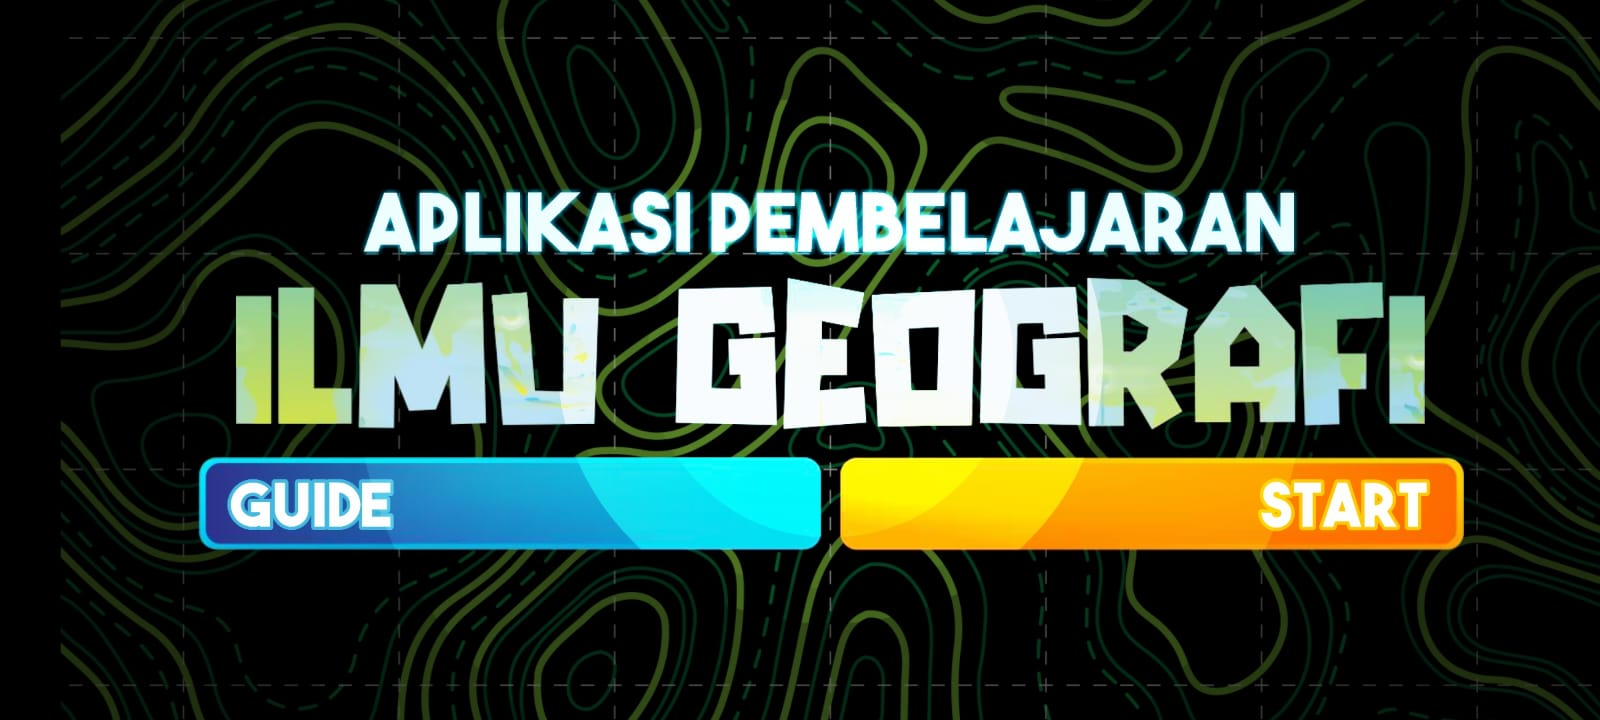 APLIKASI PEMBELAJARAN
ILMU GEOGRAFI
GUIDE
START